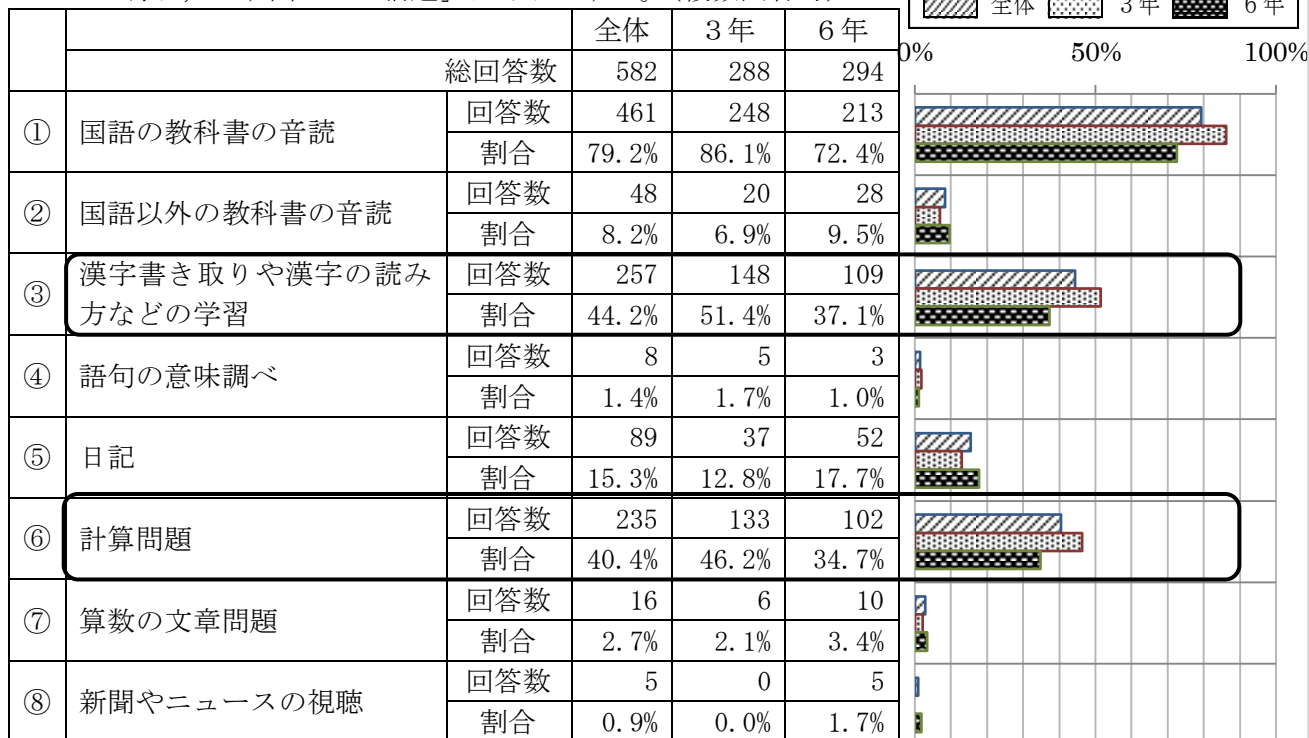 全体 3年 6年
全体 3年 6年
総回答数 582 288 294
0% 50% 100%
① 国語の教科書の音読 回答数 461 248 213
割合 79.2% 86.1% 72.4%
② 国語以外の教科書の音読 回答数 48 20 28
割合 8.2% 6.9% 9.5%
③ 漢字書き取りや漢字の読み 回答数 257 148 109
方などの学習 割合 44.2% 51.4% 37.1%
④ 語句の意味調べ 回答数 8 5 3
割合 1.4% 1.7% 1.0%
⑤ 日記 回答数 89 37 52
割合 15.3% 12.8% 17.7%
⑥ 計算問題 回答数 235 133 102
割合 40.4% 46.2% 34.7%
⑦ 算数の文章問題 回答数 16 6 10
割合 2.7% 2.1% 3.4%
⑧ 新聞やニュースの視聴 回答数 5 0 5
割合 0.9% 0.0% 1.7%